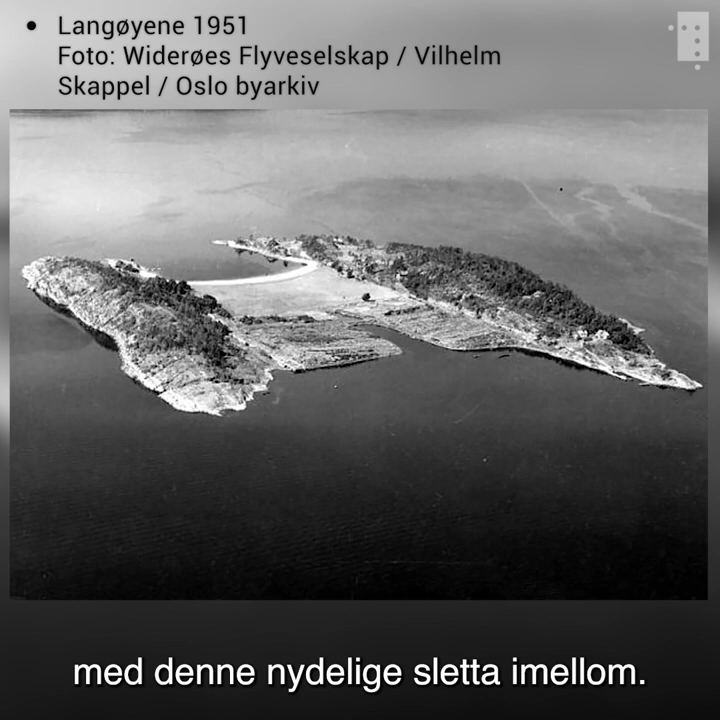 Langøyene 1951
Foto: Widerøes Flyveselskap / Vilhelm
Skappel / Oslo byarkiv
med denne nydelige sletta imellom.